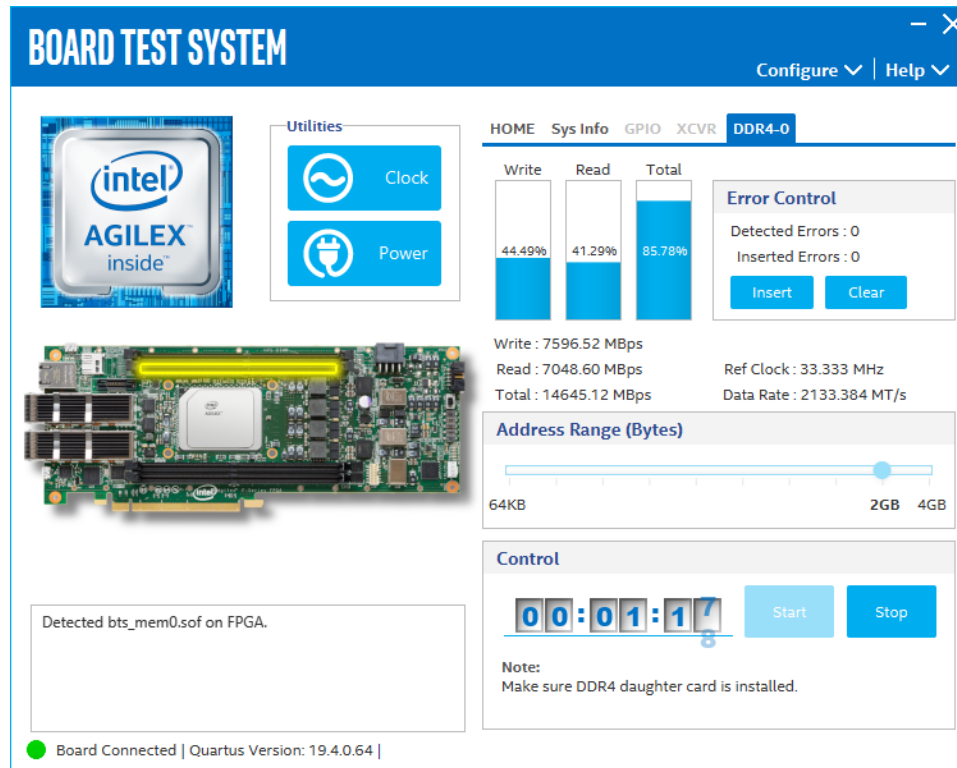 BOARD TEST SYSTEM
Configure
Help
intel
AGILEX
inside™
Utilities
Clock
Power
HOME Sys Info GPIO XCVR DDR4-0
Write Read Total
44.49% 41.29% 85.78%
Error Control
Detected Errors : 0
Inserted Errors : 0
Insert Clear
Write : 7596.52 MBps
Read : 7048.60 MBps
Total : 14645.12 MBps
Ref Clock : 33.333 MHz
Data Rate : 2133.384 MT/s
Address Range (Bytes)
64KB 2GB 4GB
Control
00:01:17
8
Start Stop
Note:
Make sure DDR4 daughter card is installed.
Detected bts_mem0.sof on FPGA.
Board Connected | Quartus Version: 19.4.0.64 |